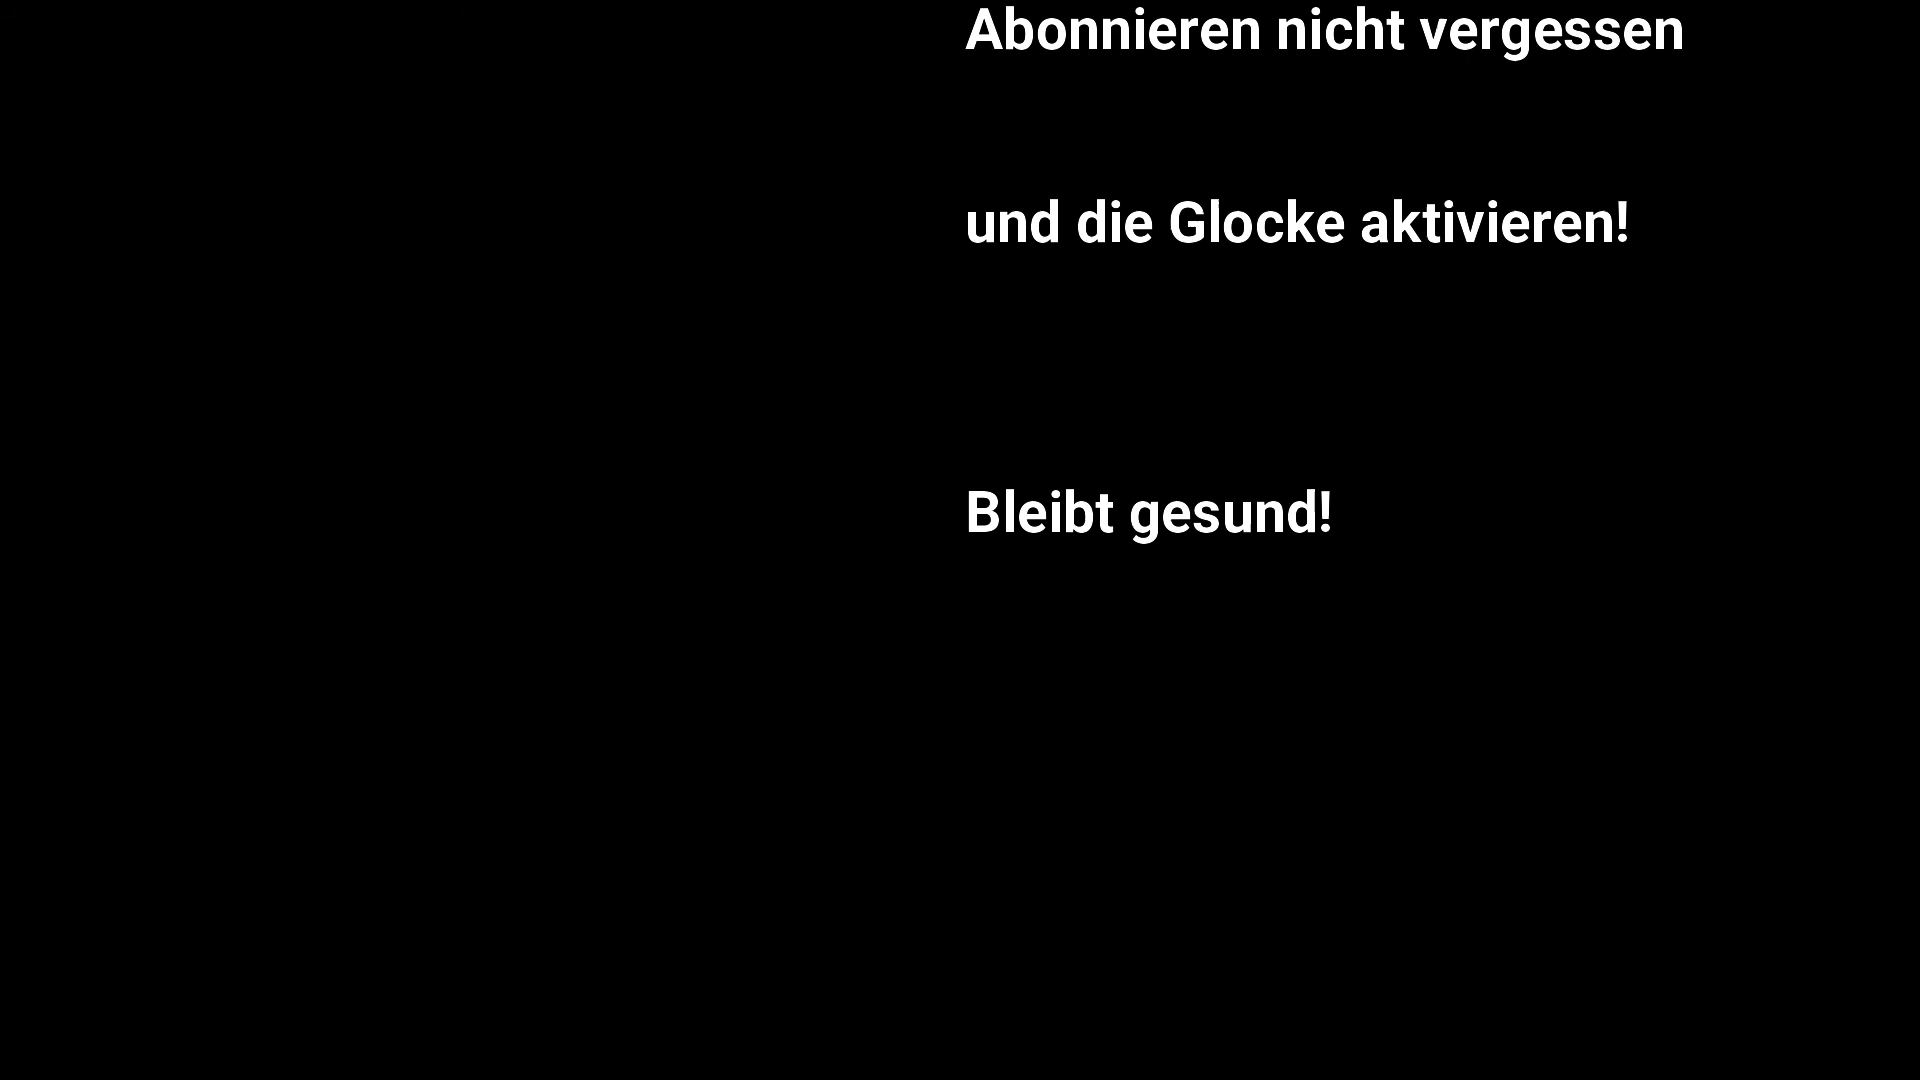 Abonnieren nicht vergessen
und die Glocke aktivieren!
Bleibt gesund!